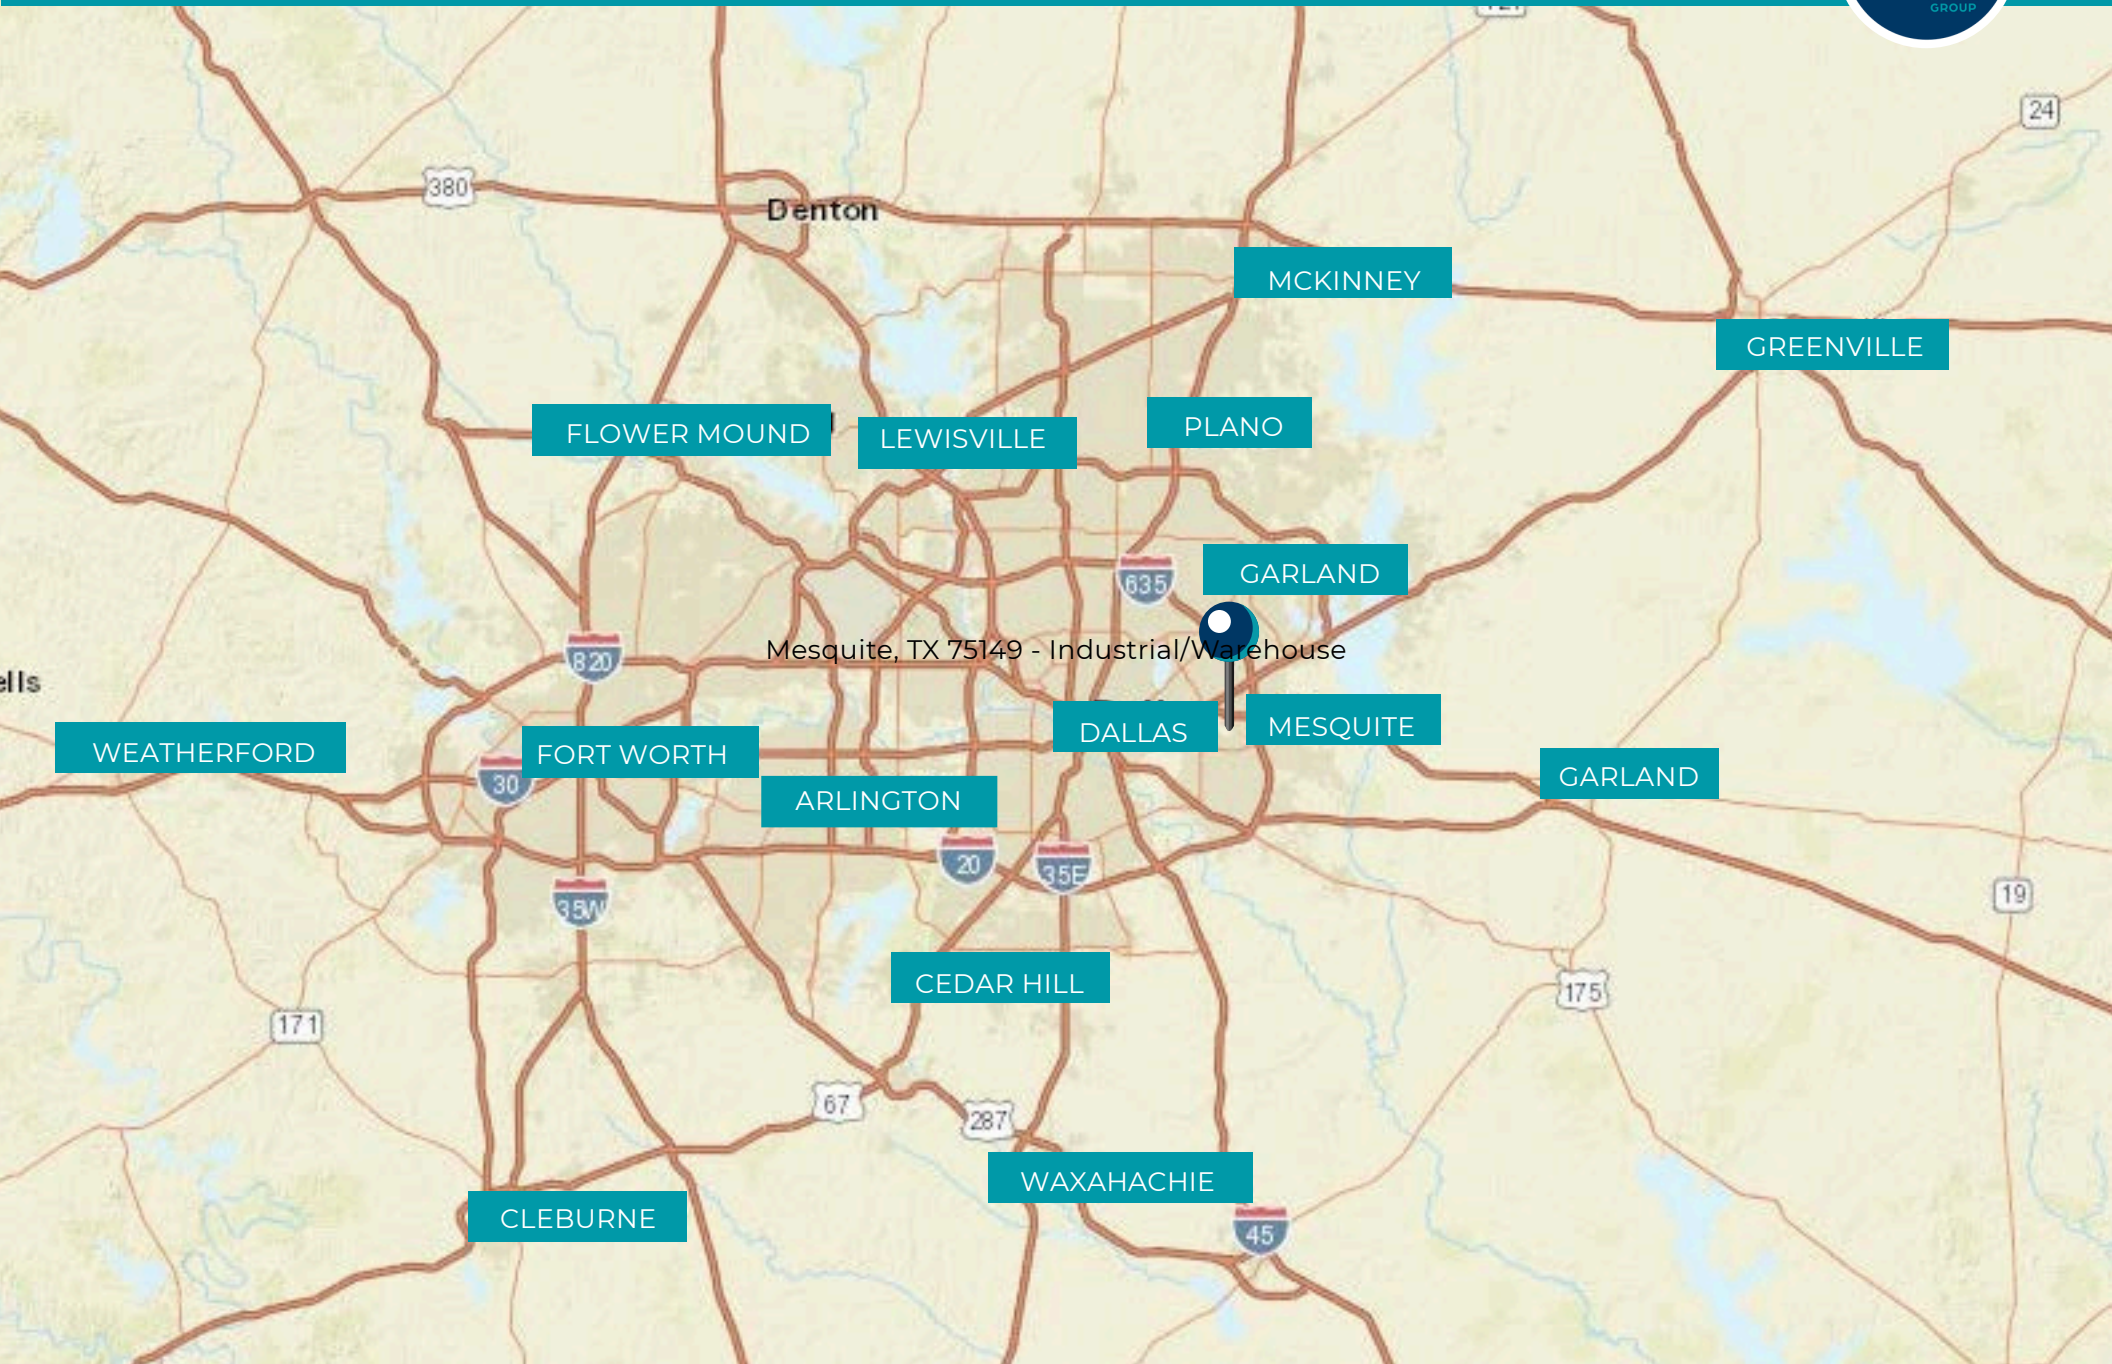 GROUP
24
380
Denton
MCKINNEY
GREENVILLE
FLOWER MOUND
LEWISVILLE
PLANO
635
GARLAND
820
Mesquite, TX 75149 - Industrial/Warehouse
ells
WEATHERFORD
FORT WORTH
DALLAS
MESQUITE
30
ARLINGTON
GARLAND
20
35E
35W
19
CEDAR HILL
175
171
67
287
WAXAHACHIE
CLEBURNE
45